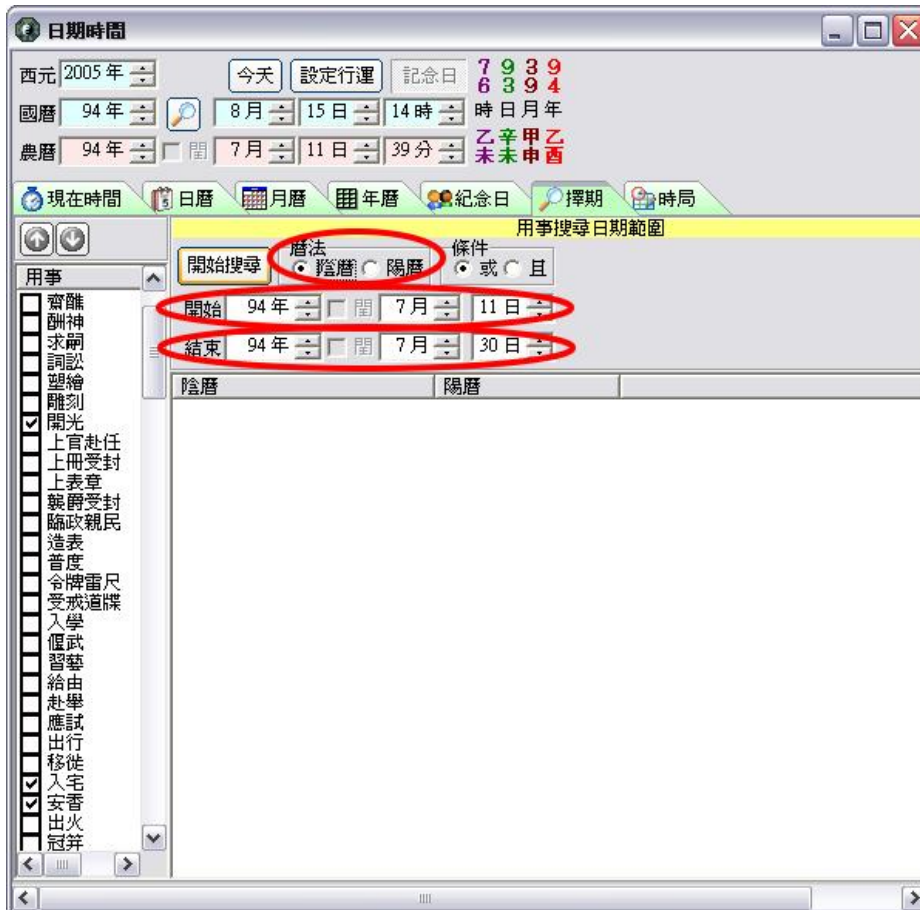 日期時間
西元 2005 年 今天 設定行運 記念日 7 9 3 9
6 3 9 4
國曆 94 年 8 月 15 日 14 時 時 日 月 年
農曆 94 年 閏 7 月 11 日 39 分 乙 辛 甲 乙
未 未 申 酉
現在時間 日曆 月曆 年曆 紀念日 擇期 時局
用事搜尋日期範圍
開始搜尋 曆法 陰曆 陽曆 條件 或 且
開始 94 年 閏 7 月 11 日
結束 94 年 閏 7 月 30 日
陰曆 陽曆
用事
齋醮
酬神
求嗣
詞訟
塑繪
雕刻
開光
上官赴任
上冊受封
上表章
襲爵受封
臨政親民
造表
普度
令牌雷尺
受戒道牒
入學
偃武
習藝
給由
赴舉
應試
出行
移徙
入宅
安香
出火
冠笄